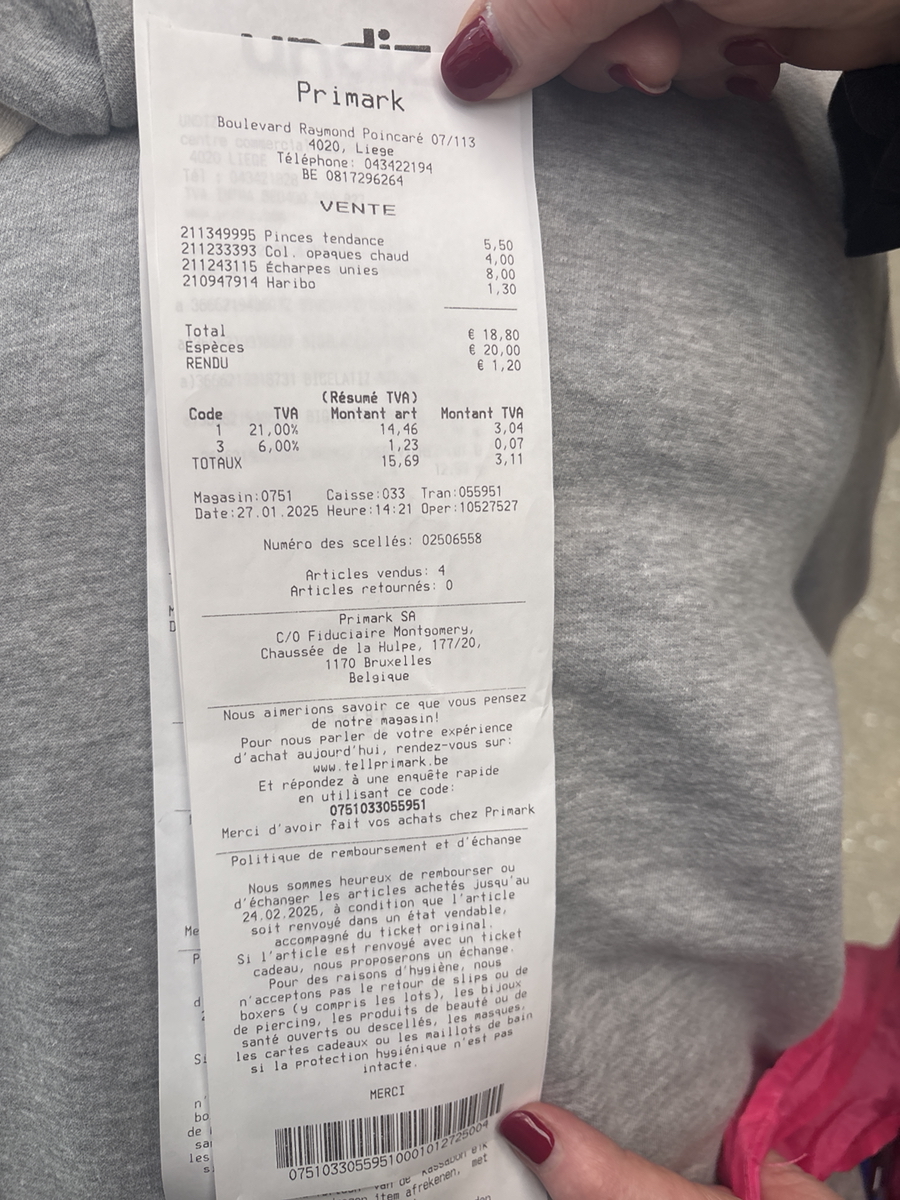 undiz
Primark
Boulevard Raymond Poincaré 07/113
4020, Liege
Téléphone: 043422194
BE 0817296264
VENTE
211349995 Pinces tendance 5,50
211233393 Col. opaques chaud 4,00
211243115 Écharpes unies 8,00
210947914 Haribo 1,30
Total € 18,80
Espèces € 20,00
RENDU € 1,20
(Résumé TVA)
Code TVA Montant art Montant TVA
1 21,00% 14,46 3,04
3 6,00% 1,23 0,07
TOTAUX 15,69 3,11
Magasin:0751 Caisse:033 Tran:055951
Date:27.01.2025 Heure:14:21 Oper:10527527
Numéro des scellés: 02506558
Articles vendus: 4
Articles retournés: 0
Primark SA
C/O Fiduciaire Montgomery,
Chaussée de la Hulpe, 177/20,
1170 Bruxelles
Belgique
Nous aimerions savoir ce que vous pensez
de notre magasin!
Pour nous parler de votre expérience
d'achat aujourd'hui, rendez-vous sur:
www.tellprimark.be
Et répondez à une enquête rapide
en utilisant ce code:
0751033055951
Merci d'avoir fait vos achats chez Primark
Politique de remboursement et d'échange
Nous sommes heureux de rembourser ou
d'échanger les articles achetés jusqu'au
24.02.2025, à condition que l'article
soit renvoyé dans un état vendable,
accompagné du ticket original.
Si l'article est renvoyé avec un ticket
cadeau, nous proposerons un échange.
Pour des raisons d'hygiène, nous
n'acceptons pas le retour de slips ou de
boxers (y compris les lots), les bijoux
de piercing, les produits de beauté ou de
santé ouverts ou descellés, les masques,
les cartes cadeaux ou les maillots de bain
si la protection hygiénique n'est pas
intacte.
MERCI
07510330559510001012725004
item afrekenen, met